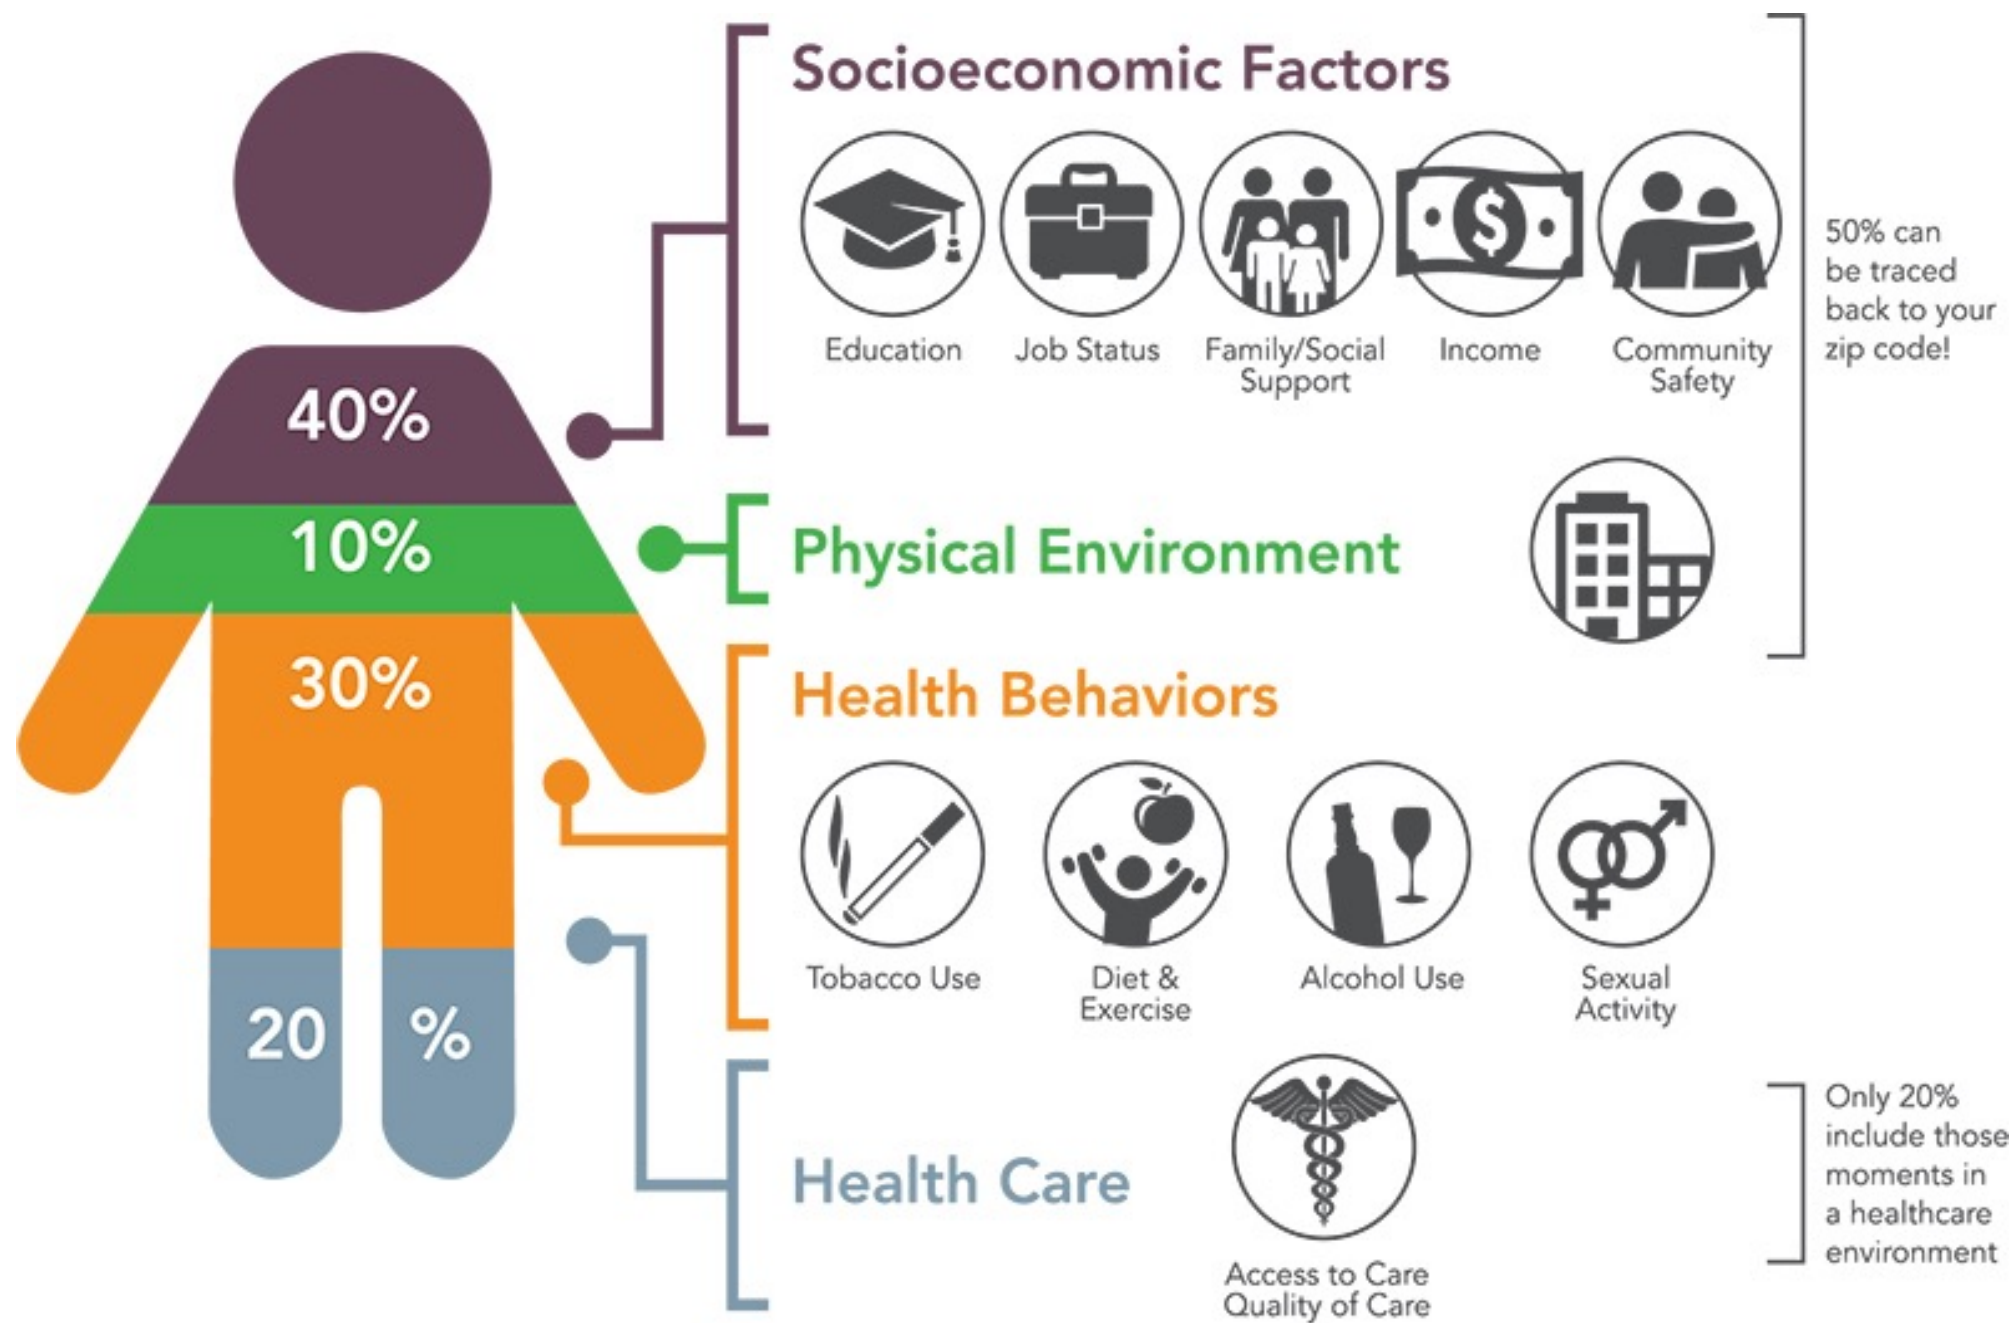 Socioeconomic Factors
Education
Job Status
Family/Social
Support
Income
Community
Safety
50% can
be traced
back to your
zip code!
40%
10%
Physical Environment
30%
Health Behaviors
Tobacco Use
Diet &
Exercise
Alcohol Use
Sexual
Activity
20 %
Health Care
Access to Care
Quality of Care
Only 20%
include those
moments in
a healthcare
environment